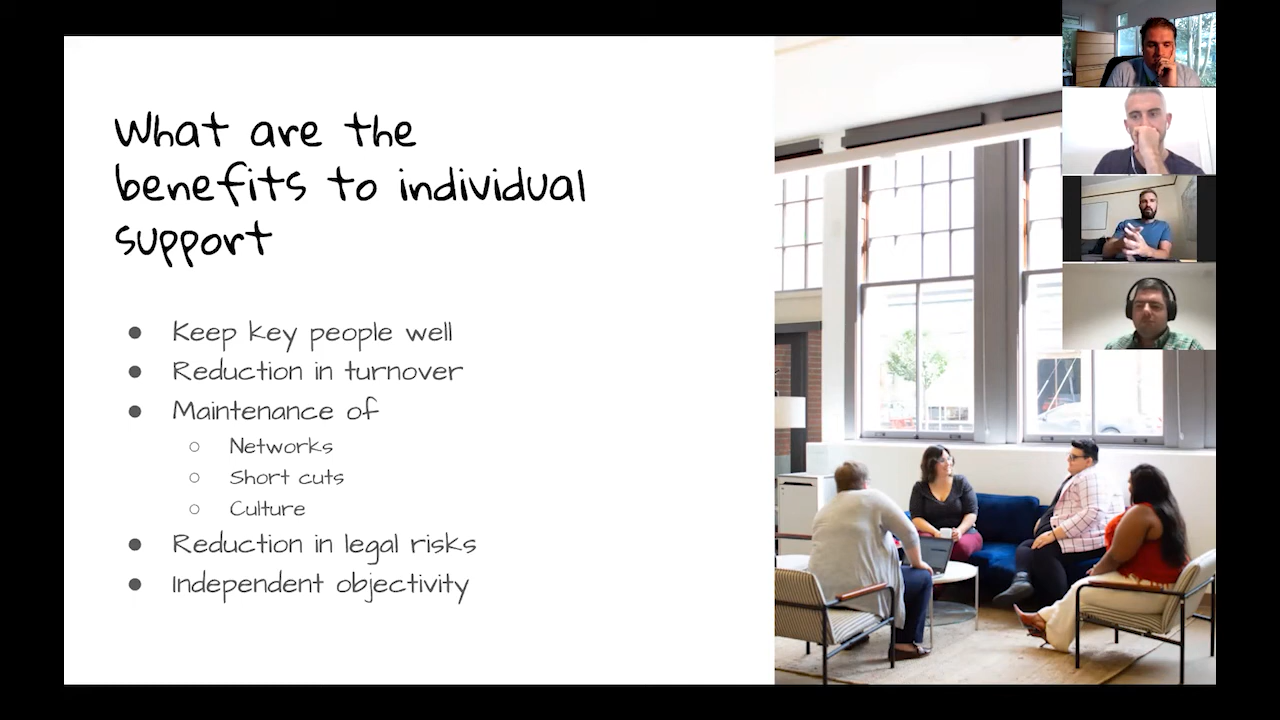 What are the
benefits to individual
support
● Keep key people well
● Reduction in turnover
● Maintenance of
○ Networks
○ Short cuts
○ Culture
● Reduction in legal risks
● Independent objectivity